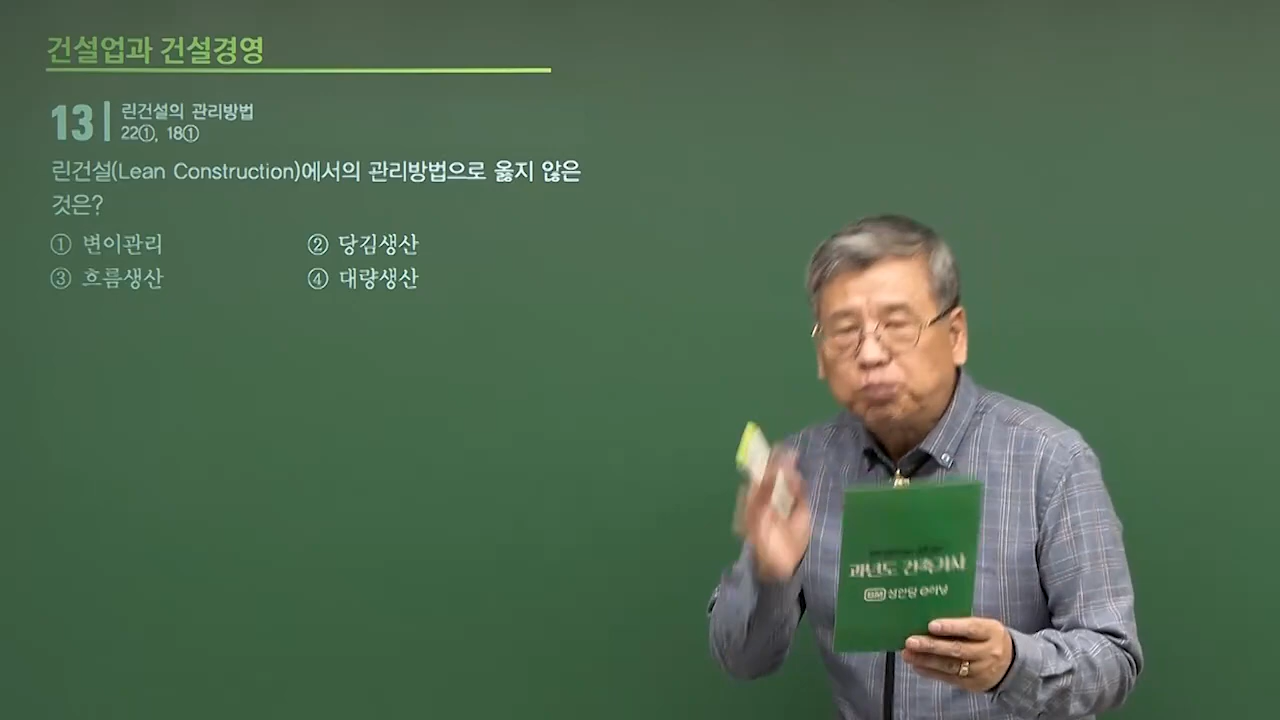 건설업과 건설경영
13 린건설의 관리방법
22①, 18①
린건설(Lean Construction)에서의 관리방법으로 옳지 않은
것은?
① 변이관리 ② 당김생산
③ 흐름생산 ④ 대량생산
과년도 건축기사
BM 성안당 e러닝